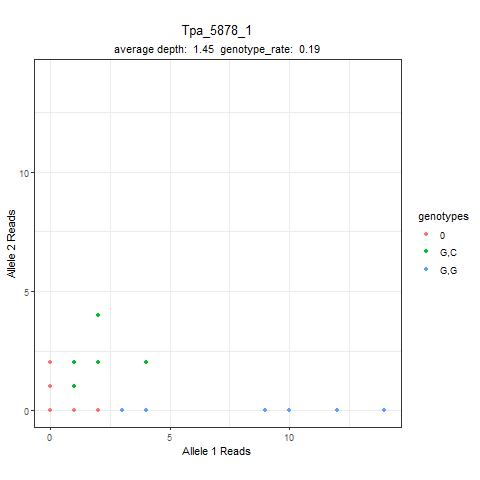 Tpa_5878_1
average depth: 1.45 genotype_rate: 0.19
Allele 2 Reads
10
5
0
0
5
10
Allele 1 Reads
genotypes
0
G,C
G,G